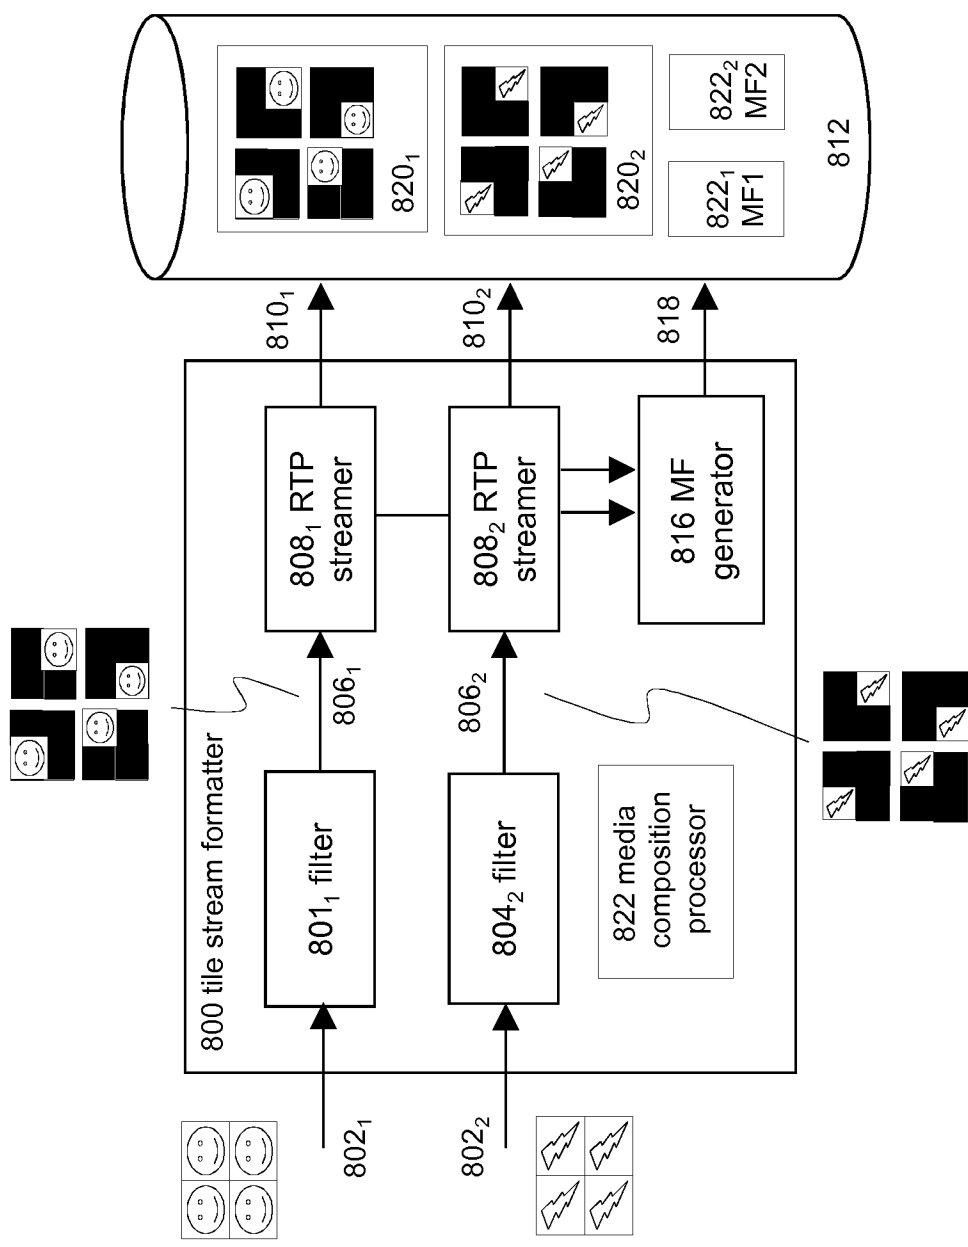 800 tile stream formatter
802₁
801₁ filter
806₁
808₁ RTP
streamer
810₁
820₁
802₂
804₂ filter
806₂
808₂ RTP
streamer
810₂
820₂
822 media
composition
processor
816 MF
generator
818
822₁
MF1
822₂
MF2
812